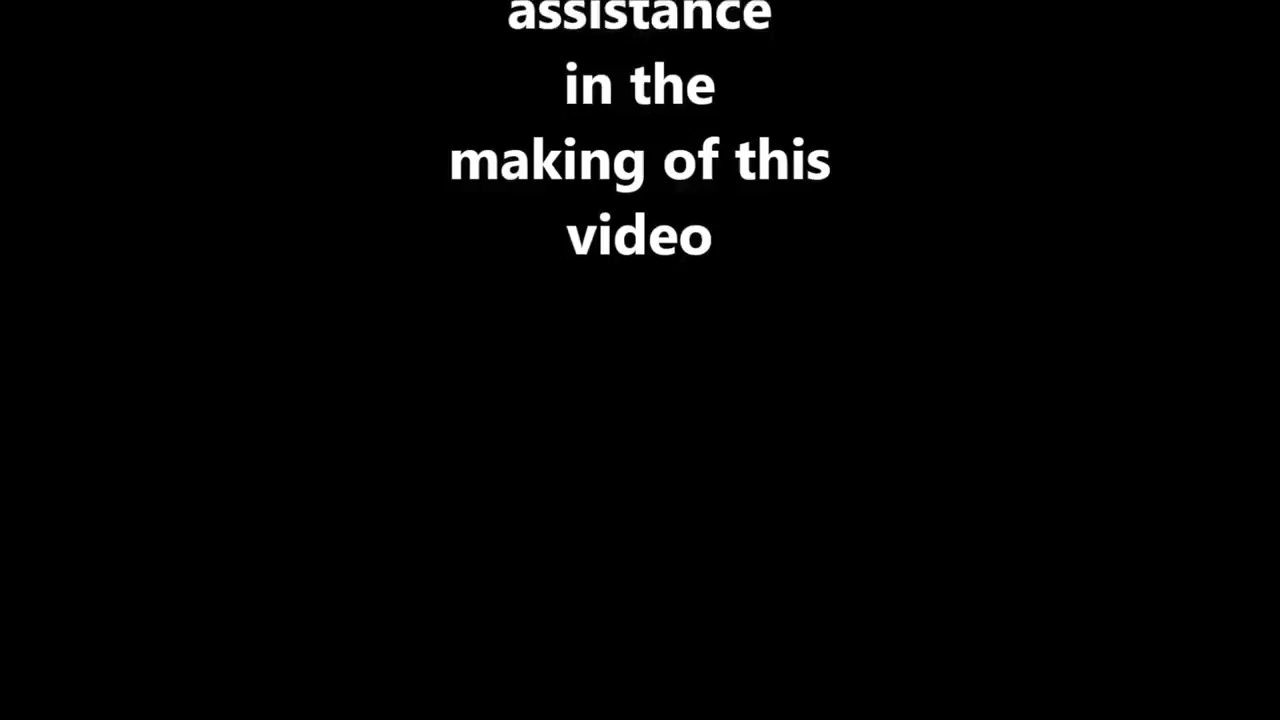 assistance
in the
making of this
video